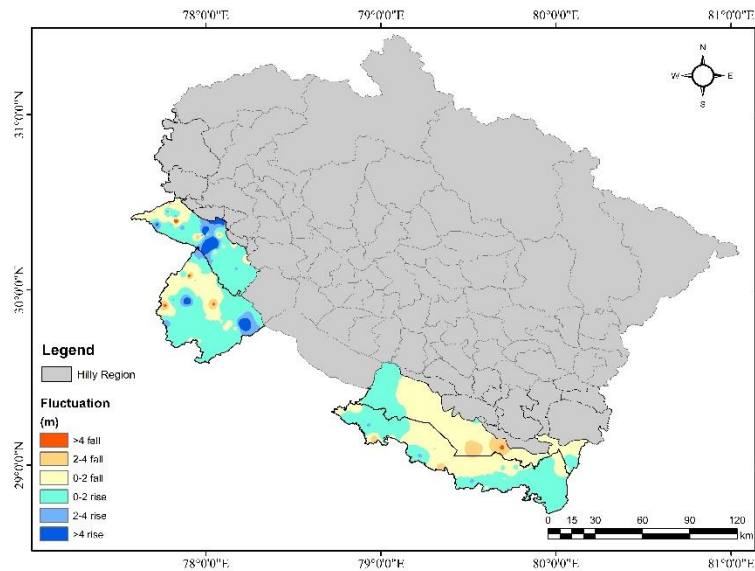 78°0'0"E 79°0'0"E 80°0'0"E 81°0'0"E
N
W E
S
31°0'0"N
30°0'0"N
29°0'0"N
Legend
Hilly Region
Fluctuation
(m)
>4 fall
2-4 fall
0-2 fall
0-2 rise
2-4 rise
>4 rise
0 15 30 60 90 120
km
78°0'0"E 79°0'0"E 80°0'0"E 81°0'0"E